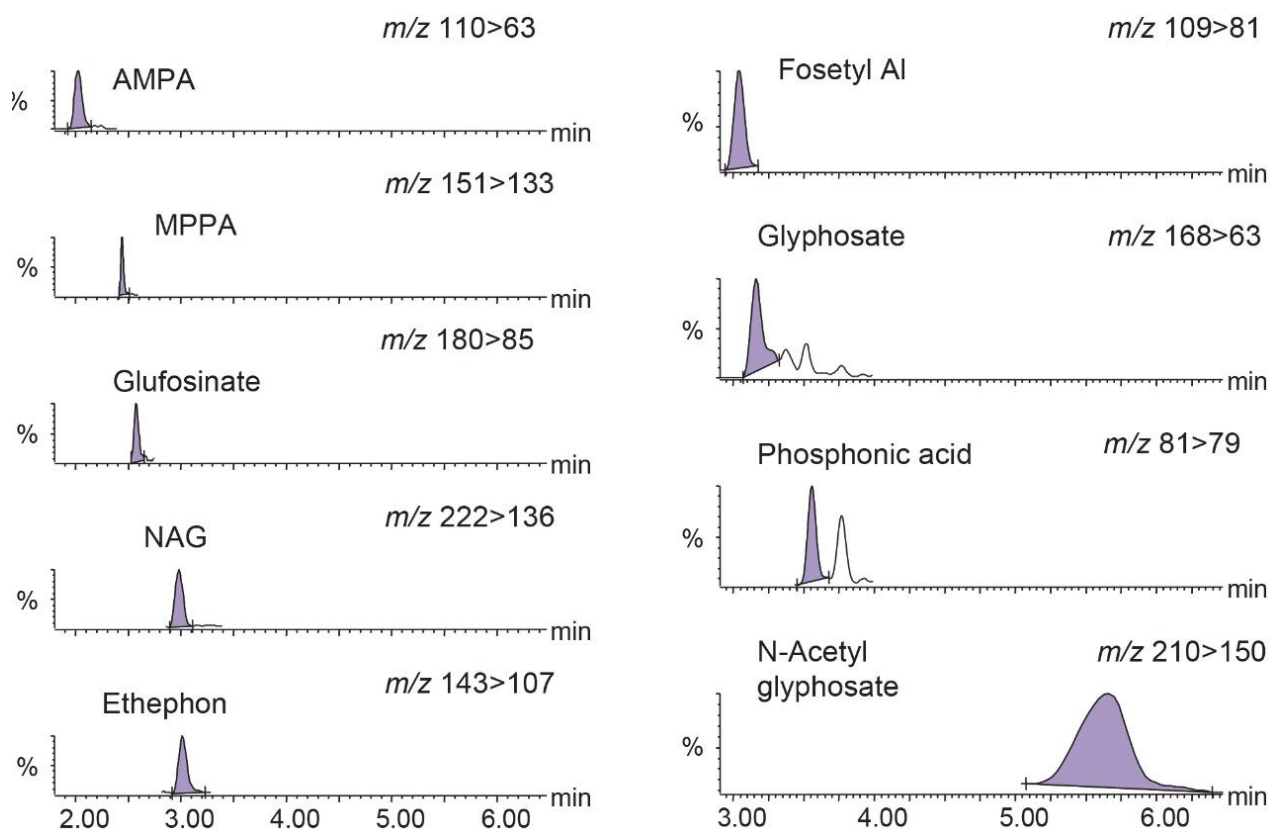 m/z 110>63
AMPA
%
min
m/z 151>133
MPPA
%
min
m/z 180>85
Glufosinate
%
min
m/z 222>136
NAG
%
min
m/z 143>107
Ethephon
%
min
2.00 3.00 4.00 5.00 6.00
m/z 109>81
Fosetyl Al
%
min
Glyphosate
m/z 168>63
%
min
m/z 81>79
Phosphonic acid
%
min
N-Acetyl
glyphosate
m/z 210>150
%
min
3.00 4.00 5.00 6.00